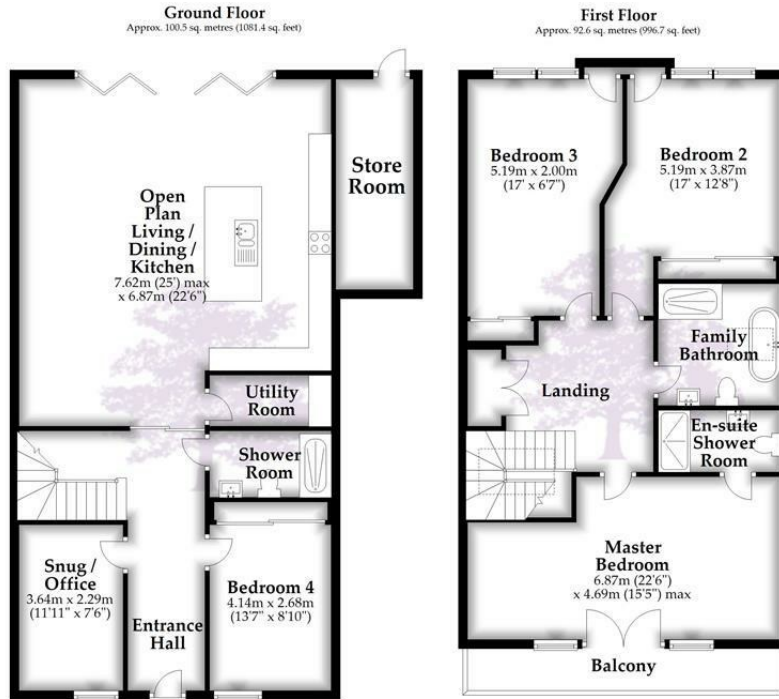 Ground Floor
Approx. 100.5 sq. metres (1081.4 sq. feet)
Open
Plan
Living /
Dining /
Kitchen
7.62m (25') max
x 6.87m (22'6")
Store
Room
Utility
Room
Shower
Room
Snug /
Office
3.64m x 2.29m
(11'11" x 7'6")
Entrance
Hall
Bedroom 4
4.14m x 2.68m
(13'7" x 8'10")
First Floor
Approx. 92.6 sq. metres (996.7 sq. feet)
Bedroom 3
5.19m x 2.00m
(17' x 6'7")
Bedroom 2
5.19m x 3.87m
(17' x 12'8")
Family
Bathroom
Landing
En-suite
Shower
Room
Master
Bedroom
6.87m (22'6")
x 4.69m (15'5") max
Balcony